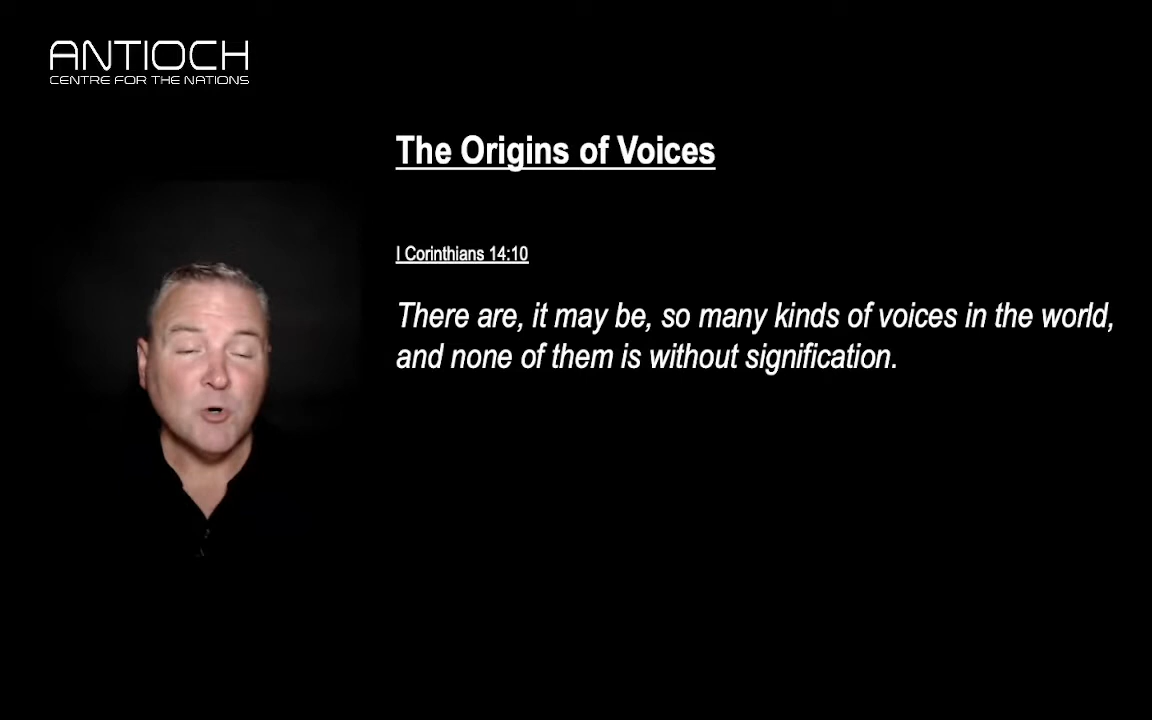 ANTIOCH
CENTRE FOR THE NATIONS
The Origins of Voices
I Corinthians 14:10
There are, it may be, so many kinds of voices in the world,
and none of them is without signification.